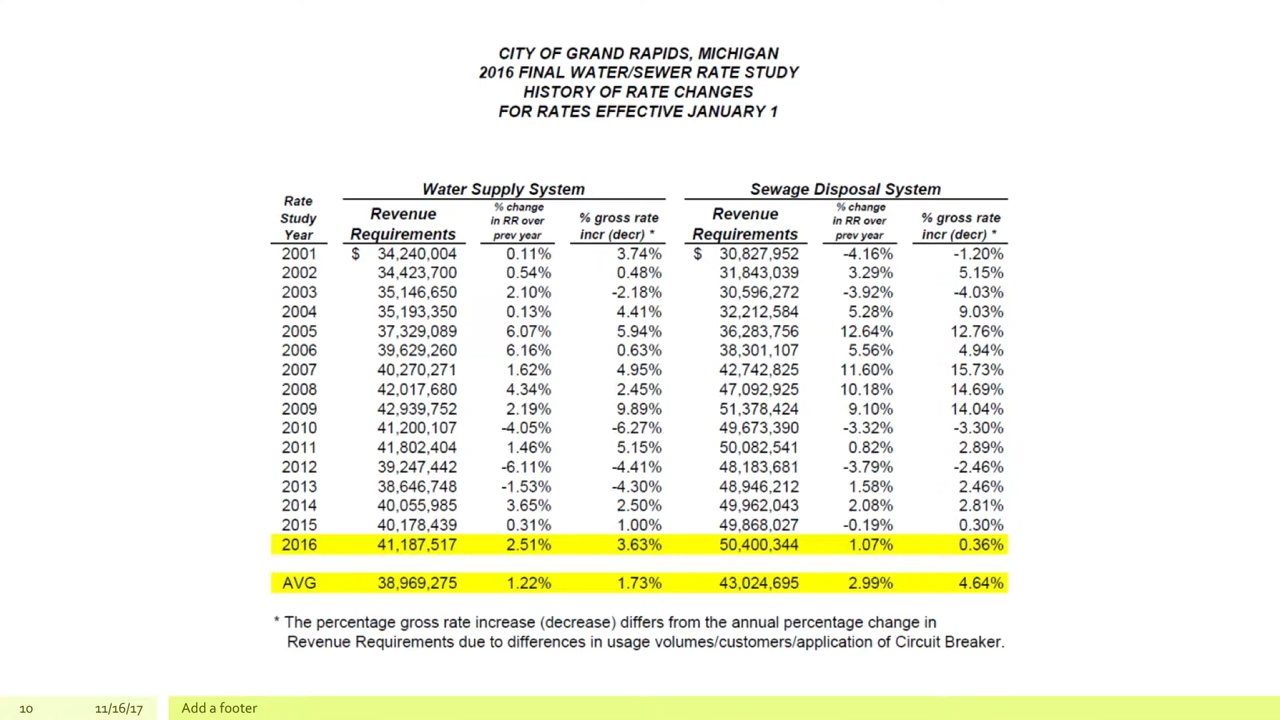 CITY OF GRAND RAPIDS, MICHIGAN
2016 FINAL WATER/SEWER RATE STUDY
HISTORY OF RATE CHANGES
FOR RATES EFFECTIVE JANUARY 1
Water Supply System Sewage Disposal System
Rate Study Year Revenue Requirements % change in RR over prev year % gross rate incr (decr) * Revenue Requirements % change in RR over prev year % gross rate incr (decr) *
2001 $ 34,240,004 0.11% 3.74% $ 30,827,952 -4.16% -1.20%
2002 34,423,700 0.54% 0.48% 31,843,039 3.29% 5.15%
2003 35,146,650 2.10% -2.18% 30,596,272 -3.92% -4.03%
2004 35,193,350 0.13% 4.41% 32,212,584 5.28% 9.03%
2005 37,329,089 6.07% 5.94% 36,283,756 12.64% 12.76%
2006 39,629,260 6.16% 0.63% 38,301,107 5.56% 4.94%
2007 40,270,271 1.62% 4.95% 42,742,825 11.60% 15.73%
2008 42,017,680 4.34% 2.45% 47,092,925 10.18% 14.69%
2009 42,939,752 2.19% 9.89% 51,378,424 9.10% 14.04%
2010 41,200,107 -4.05% -6.27% 49,673,390 -3.32% -3.30%
2011 41,802,404 1.46% 5.15% 50,082,541 0.82% 2.89%
2012 39,247,442 -6.11% -4.41% 48,183,681 -3.79% -2.46%
2013 38,646,748 -1.53% -4.30% 48,946,212 1.58% 2.46%
2014 40,055,985 3.65% 2.50% 49,962,043 2.08% 2.81%
2015 40,178,439 0.31% 1.00% 49,868,027 -0.19% 0.30%
2016 41,187,517 2.51% 3.63% 50,400,344 1.07% 0.36%
AVG 38,969,275 1.22% 1.73% 43,024,695 2.99% 4.64%
* The percentage gross rate increase (decrease) differs from the annual percentage change in
Revenue Requirements due to differences in usage volumes/customers/application of Circuit Breaker.
10 11/16/17 Add a footer